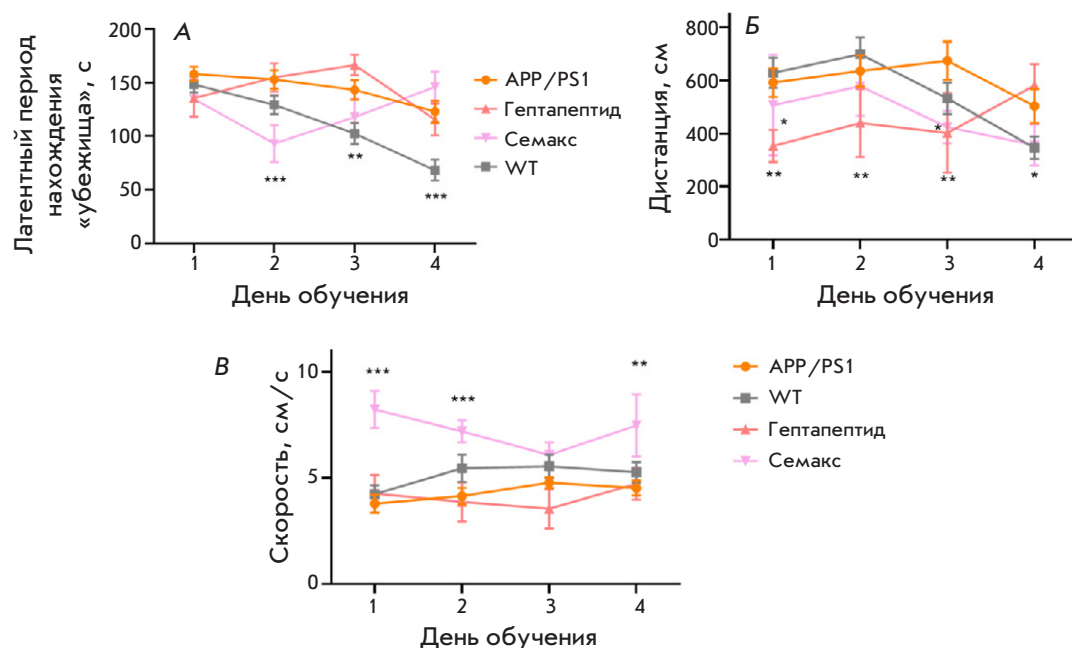 А
Латентный период
нахождения
«убежища», с
200
150
100
50
0
***
**
***
1
2
3
4
День обучения
APP/PS1
Гептапептид
Семакс
WT
Б
Дистанция, см
800
600
400
200
0
*
*
**
**
**
*
1
2
3
4
День обучения
В
Скорость, см/с
10
5
0
***
***
**
1
2
3
4
День обучения
APP/PS1
WT
Гептапептид
Семакс